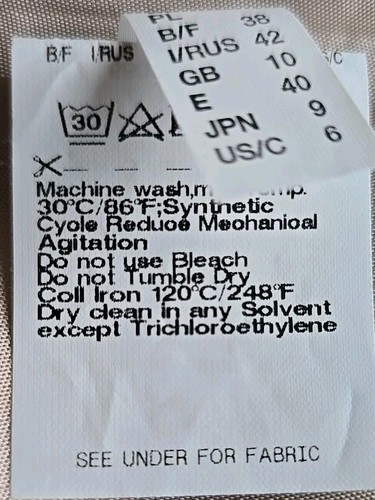 PL 38
B/F 42
I/RUS 10
GB 40
E 9
JPN 6
US/C
B/F I/RUS
30
Machine wash,m
30°C/86°F;Synthetic
Cycle Reduce Mechanical
Agitation
Do not use Bleach
Do not Tumble Dry
Coll Iron 120°C/248°F
Dry clean in any Solvent
except Trichloroethylene
SEE UNDER FOR FABRIC